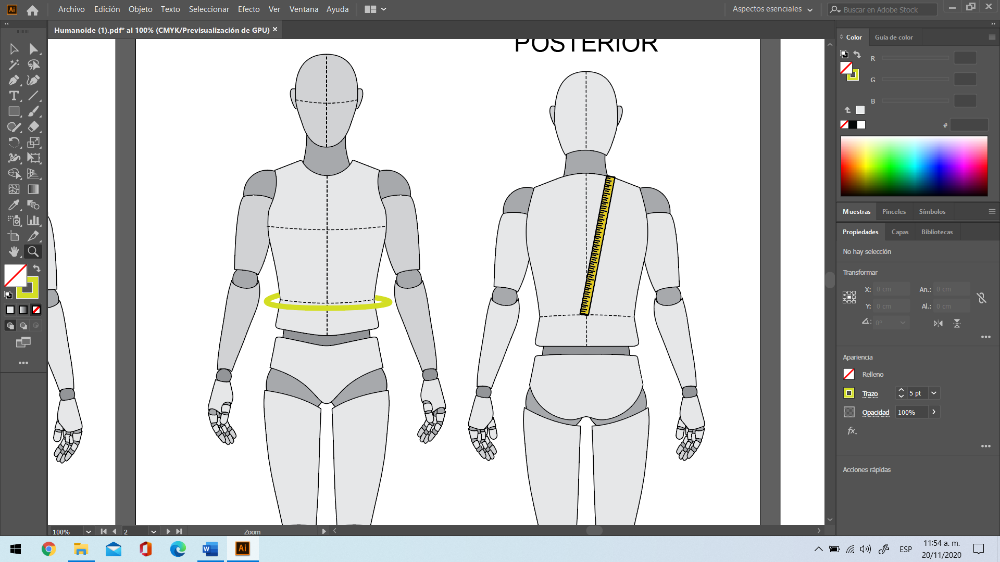 Ai
Archivo Edición Objeto Texto Seleccionar Efecto Ver Ventana Ayuda
Aspectos esenciales
Buscar en Adobe Stock
Humanoide (1).pdf* al 100% (CMYK/Previsualización de GPU)
POSTERIOR
Color Guía de color
R
G
B
#
Muestras Pinceles Símbolos
Propiedades Capas Bibliotecas
No hay selección
Transformar
X: 0 cm An.: 0 cm
Y: 0 cm Al.: 0 cm
0°
Apariencia
Relleno
Trazo 5 pt
Opacidad 100%
fx.
Acciones rápidas
100% 2 Zoom
W Ai
ESP
11:54 a. m.
20/11/2020